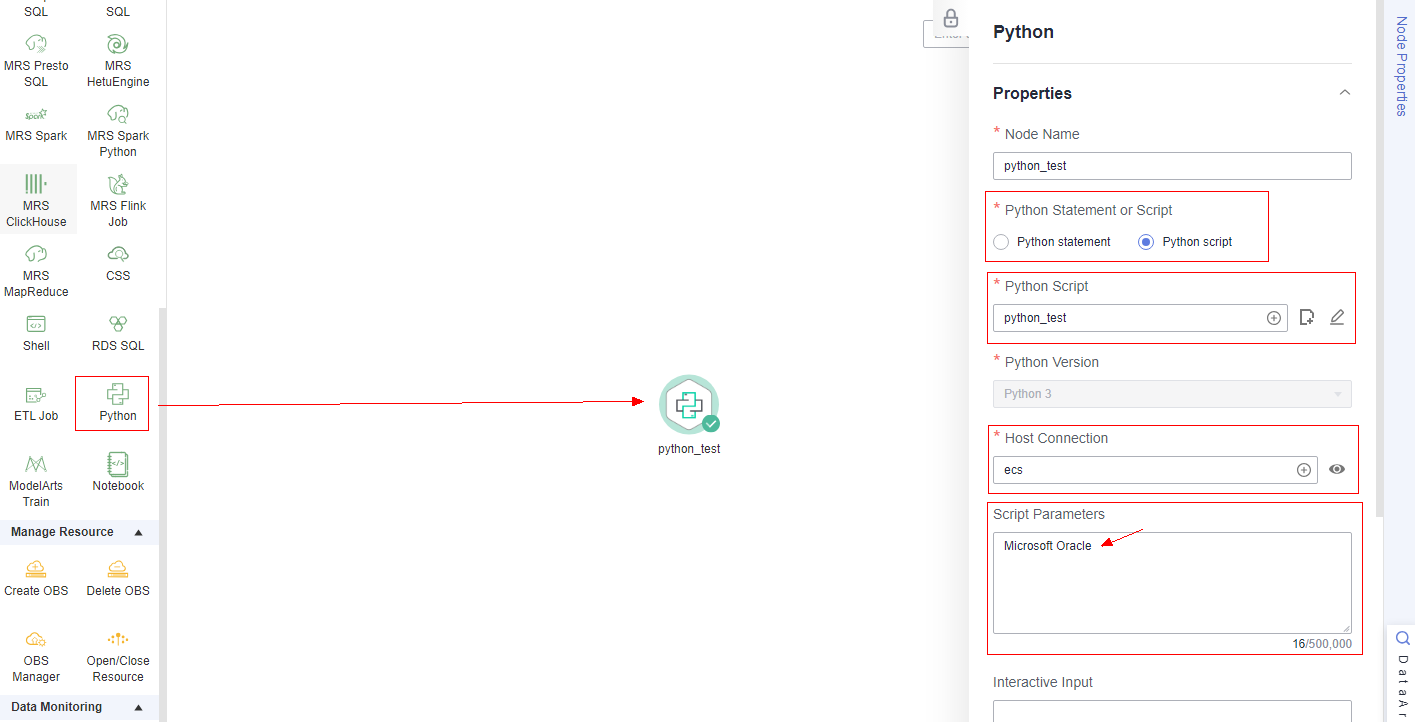 SQL
SQL
MRS Presto
SQL
MRS
HetuEngine
MRS Spark
MRS Spark
Python
MRS
ClickHouse
MRS Flink
Job
MRS
MapReduce
CSS
Shell
RDS SQL
ETL Job
Python
ModelArts
Train
Notebook
Manage Resource
Create OBS
Delete OBS
OBS
Manager
Open/Close
Resource
Data Monitoring
python_test
Python
Properties
* Node Name
python_test
* Python Statement or Script
Python statement
Python script
* Python Script
python_test
* Python Version
Python 3
* Host Connection
ecs
Script Parameters
Microsoft Oracle
16/500,000
Interactive Input
Node Properties